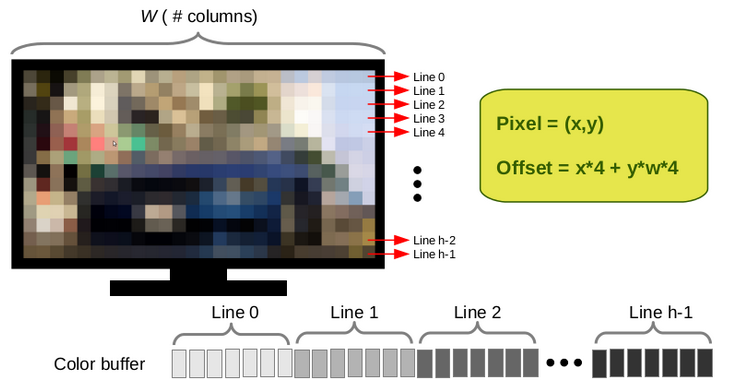 W ( # columns)
Line 0
Line 1
Line 2
Line 3
Line 4
Line h-2
Line h-1
Pixel = (x,y)
Offset = x*4 + y*w*4
Line 0
Line 1
Line 2
Line h-1
Color buffer